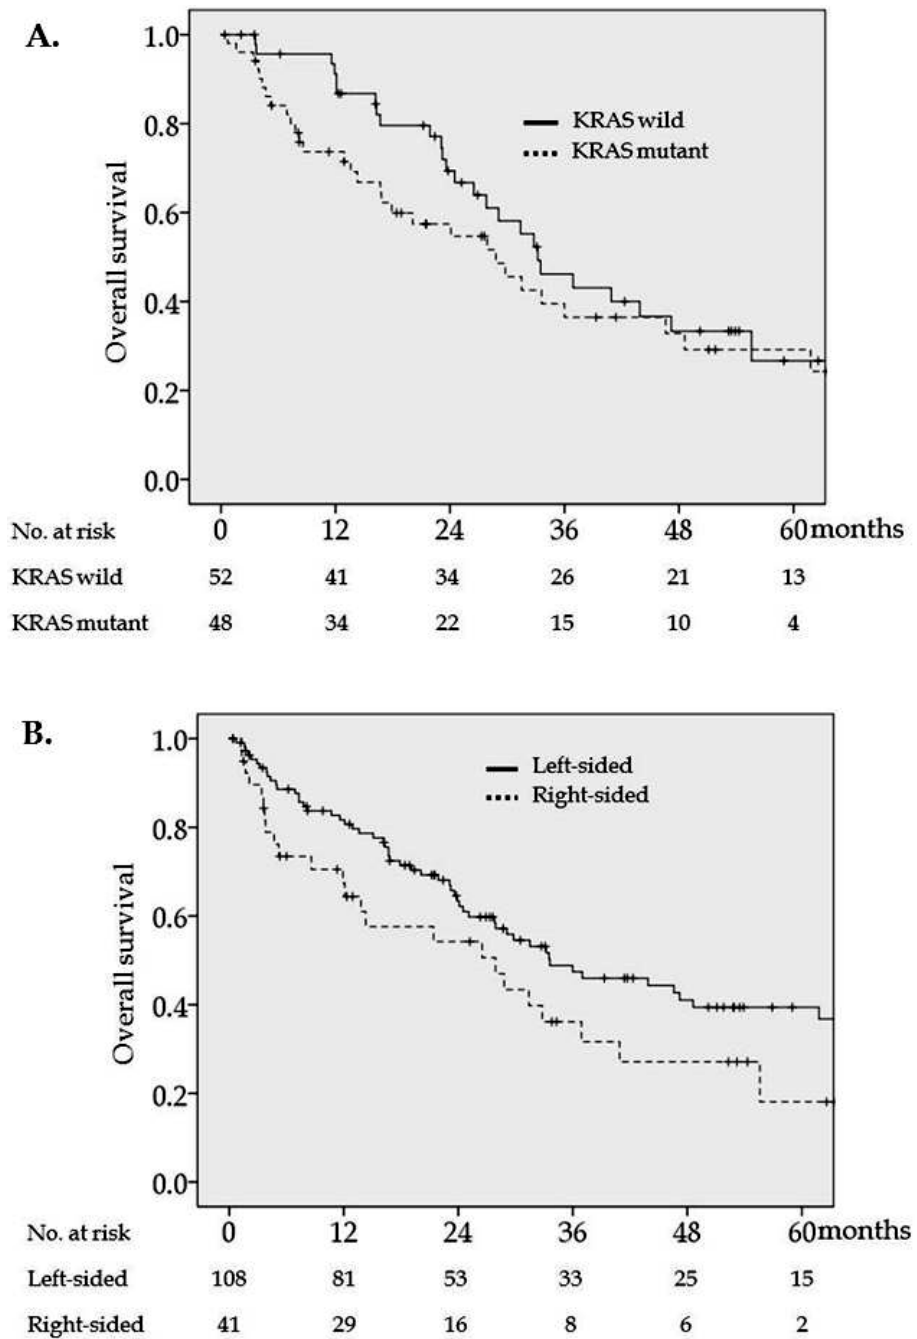 A.
1.0
0.8
0.6
0.4
0.2
0.0
Overall survival
KRAS wild
KRAS mutant
0 12 24 36 48 60 months
No. at risk
KRAS wild 52 41 34 26 21 13
KRAS mutant 48 34 22 15 10 4
B.
1.0
0.8
0.6
0.4
0.2
0.0
Overall survival
Left-sided
Right-sided
0 12 24 36 48 60 months
No. at risk
Left-sided 108 81 53 33 25 15
Right-sided 41 29 16 8 6 2